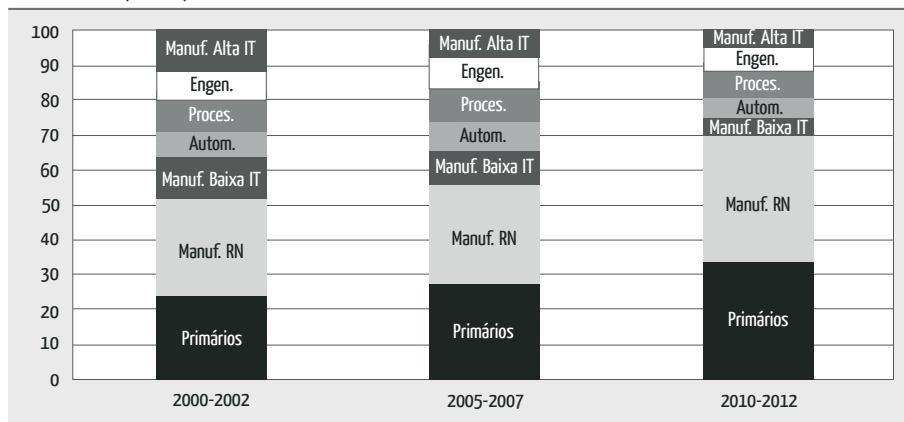 100
90
80
70
60
50
40
30
20
10
0
Manuf. Alta IT
Engen.
Proces.
Autom.
Manuf. Baixa IT
Manuf. RN
Primários
Manuf. Alta IT
Engen.
Proces.
Autom.
Manuf. Baixa IT
Manuf. RN
Primários
Manuf. Alta IT
Engen.
Proces.
Autom.
Manuf. Baixa IT
Manuf. RN
Primários
2000-2002
2005-2007
2010-2012